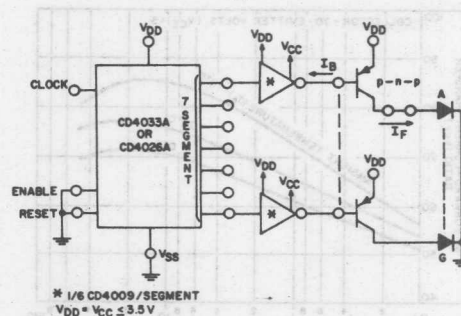 VDD
CLOCK
CD4033A
OR
CD4026A
7 SEGMENT
ENABLE
RESET
VSS
VDD
VCC
*
IB
VDD
p-n-p
IF
A
VDD
VCC
*
VDD
G
* 1/6 CD4009/SEGMENT
VDD = VCC ≤ 3.5 V